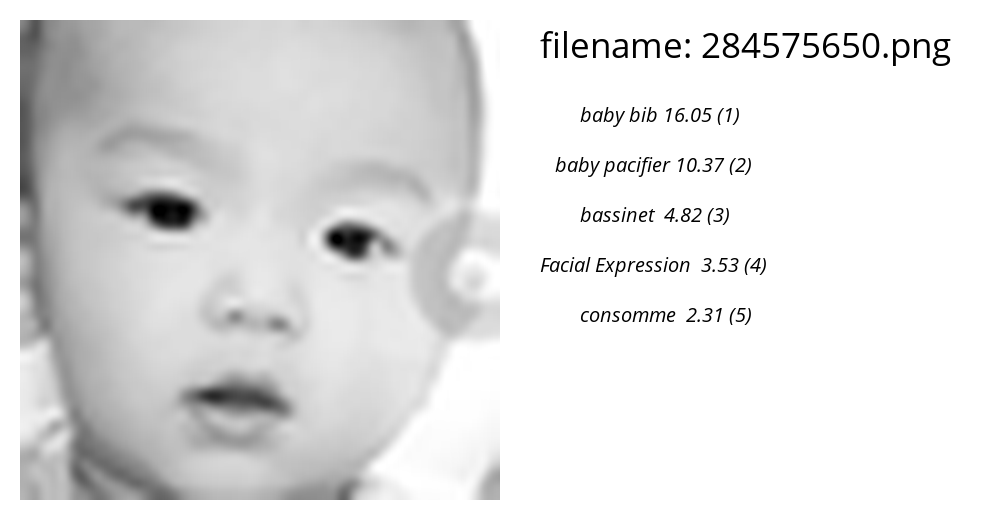 filename: 284575650.png
baby bib 16.05 (1)
baby pacifier 10.37 (2)
bassinet 4.82 (3)
Facial Expression 3.53 (4)
consomme 2.31 (5)